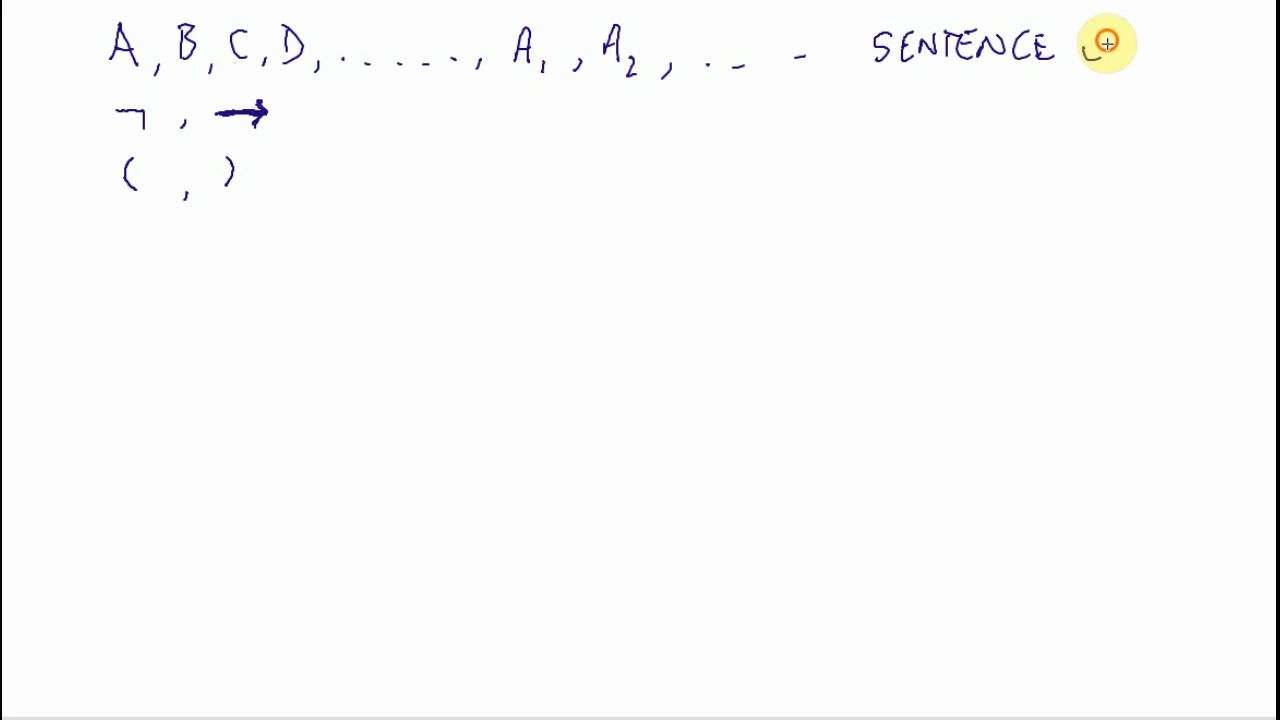 A, B, C, D, ....., A₁, A₂, ... SENTENCE
¬, →
( , )